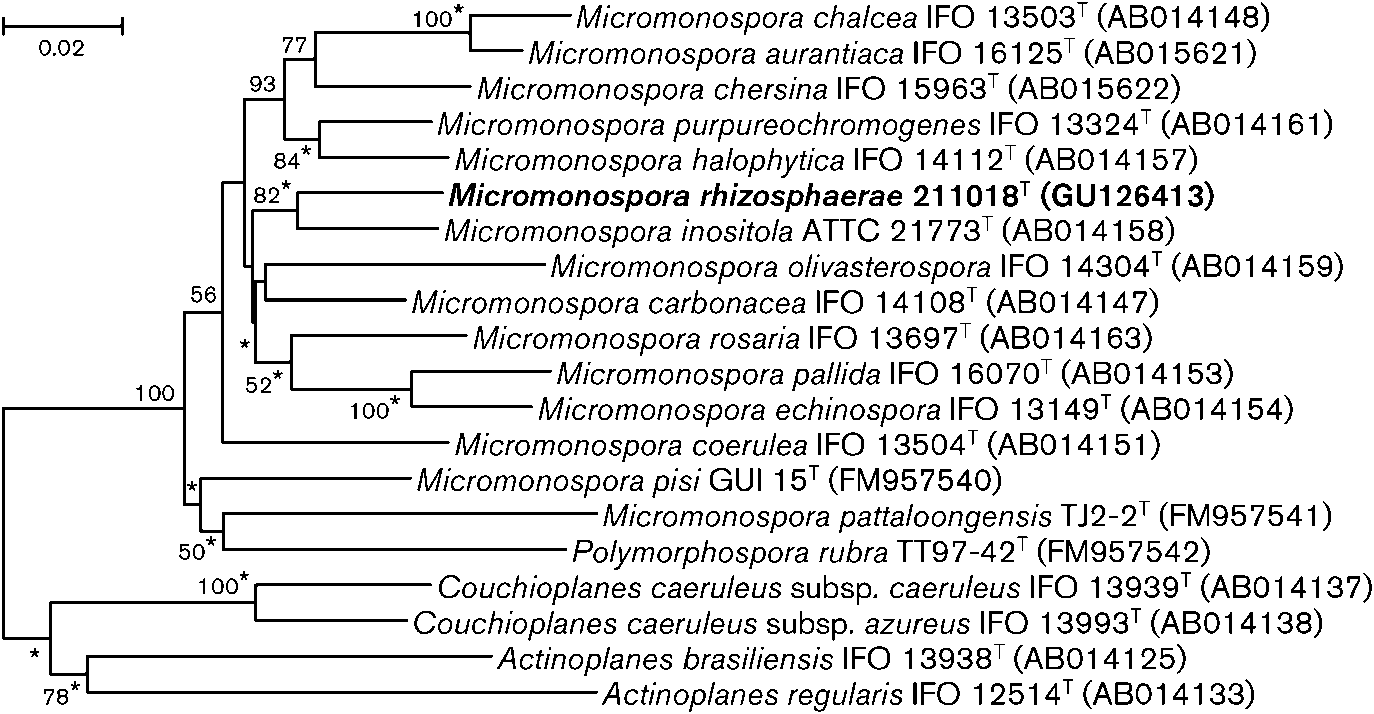 0.02
100*
Micromonospora chalcea IFO 13503T (AB014148)
77
Micromonospora aurantiaca IFO 16125T (AB015621)
93
Micromonospora chersina IFO 15963T (AB015622)
Micromonospora purpureochromogenes IFO 13324T (AB014161)
84*
Micromonospora halophytica IFO 14112T (AB014157)
82*
Micromonospora rhizosphaerae 211018T (GU126413)
Micromonospora inositola ATTC 21773T (AB014158)
Micromonospora olivasterospora IFO 14304T (AB014159)
56
Micromonospora carbonacea IFO 14108T (AB014147)
*
Micromonospora rosaria IFO 13697T (AB014163)
52*
Micromonospora pallida IFO 16070T (AB014153)
100
100*
Micromonospora echinospora IFO 13149T (AB014154)
Micromonospora coerulea IFO 13504T (AB014151)
*
Micromonospora pisi GUI 15T (FM957540)
Micromonospora pattaloongensis TJ2-2T (FM957541)
50*
Polymorphospora rubra TT97-42T (FM957542)
100*
Couchioplanes caeruleus subsp. caeruleus IFO 13939T (AB014137)
Couchioplanes caeruleus subsp. azureus IFO 13993T (AB014138)
*
Actinoplanes brasiliensis IFO 13938T (AB014125)
78*
Actinoplanes regularis IFO 12514T (AB014133)